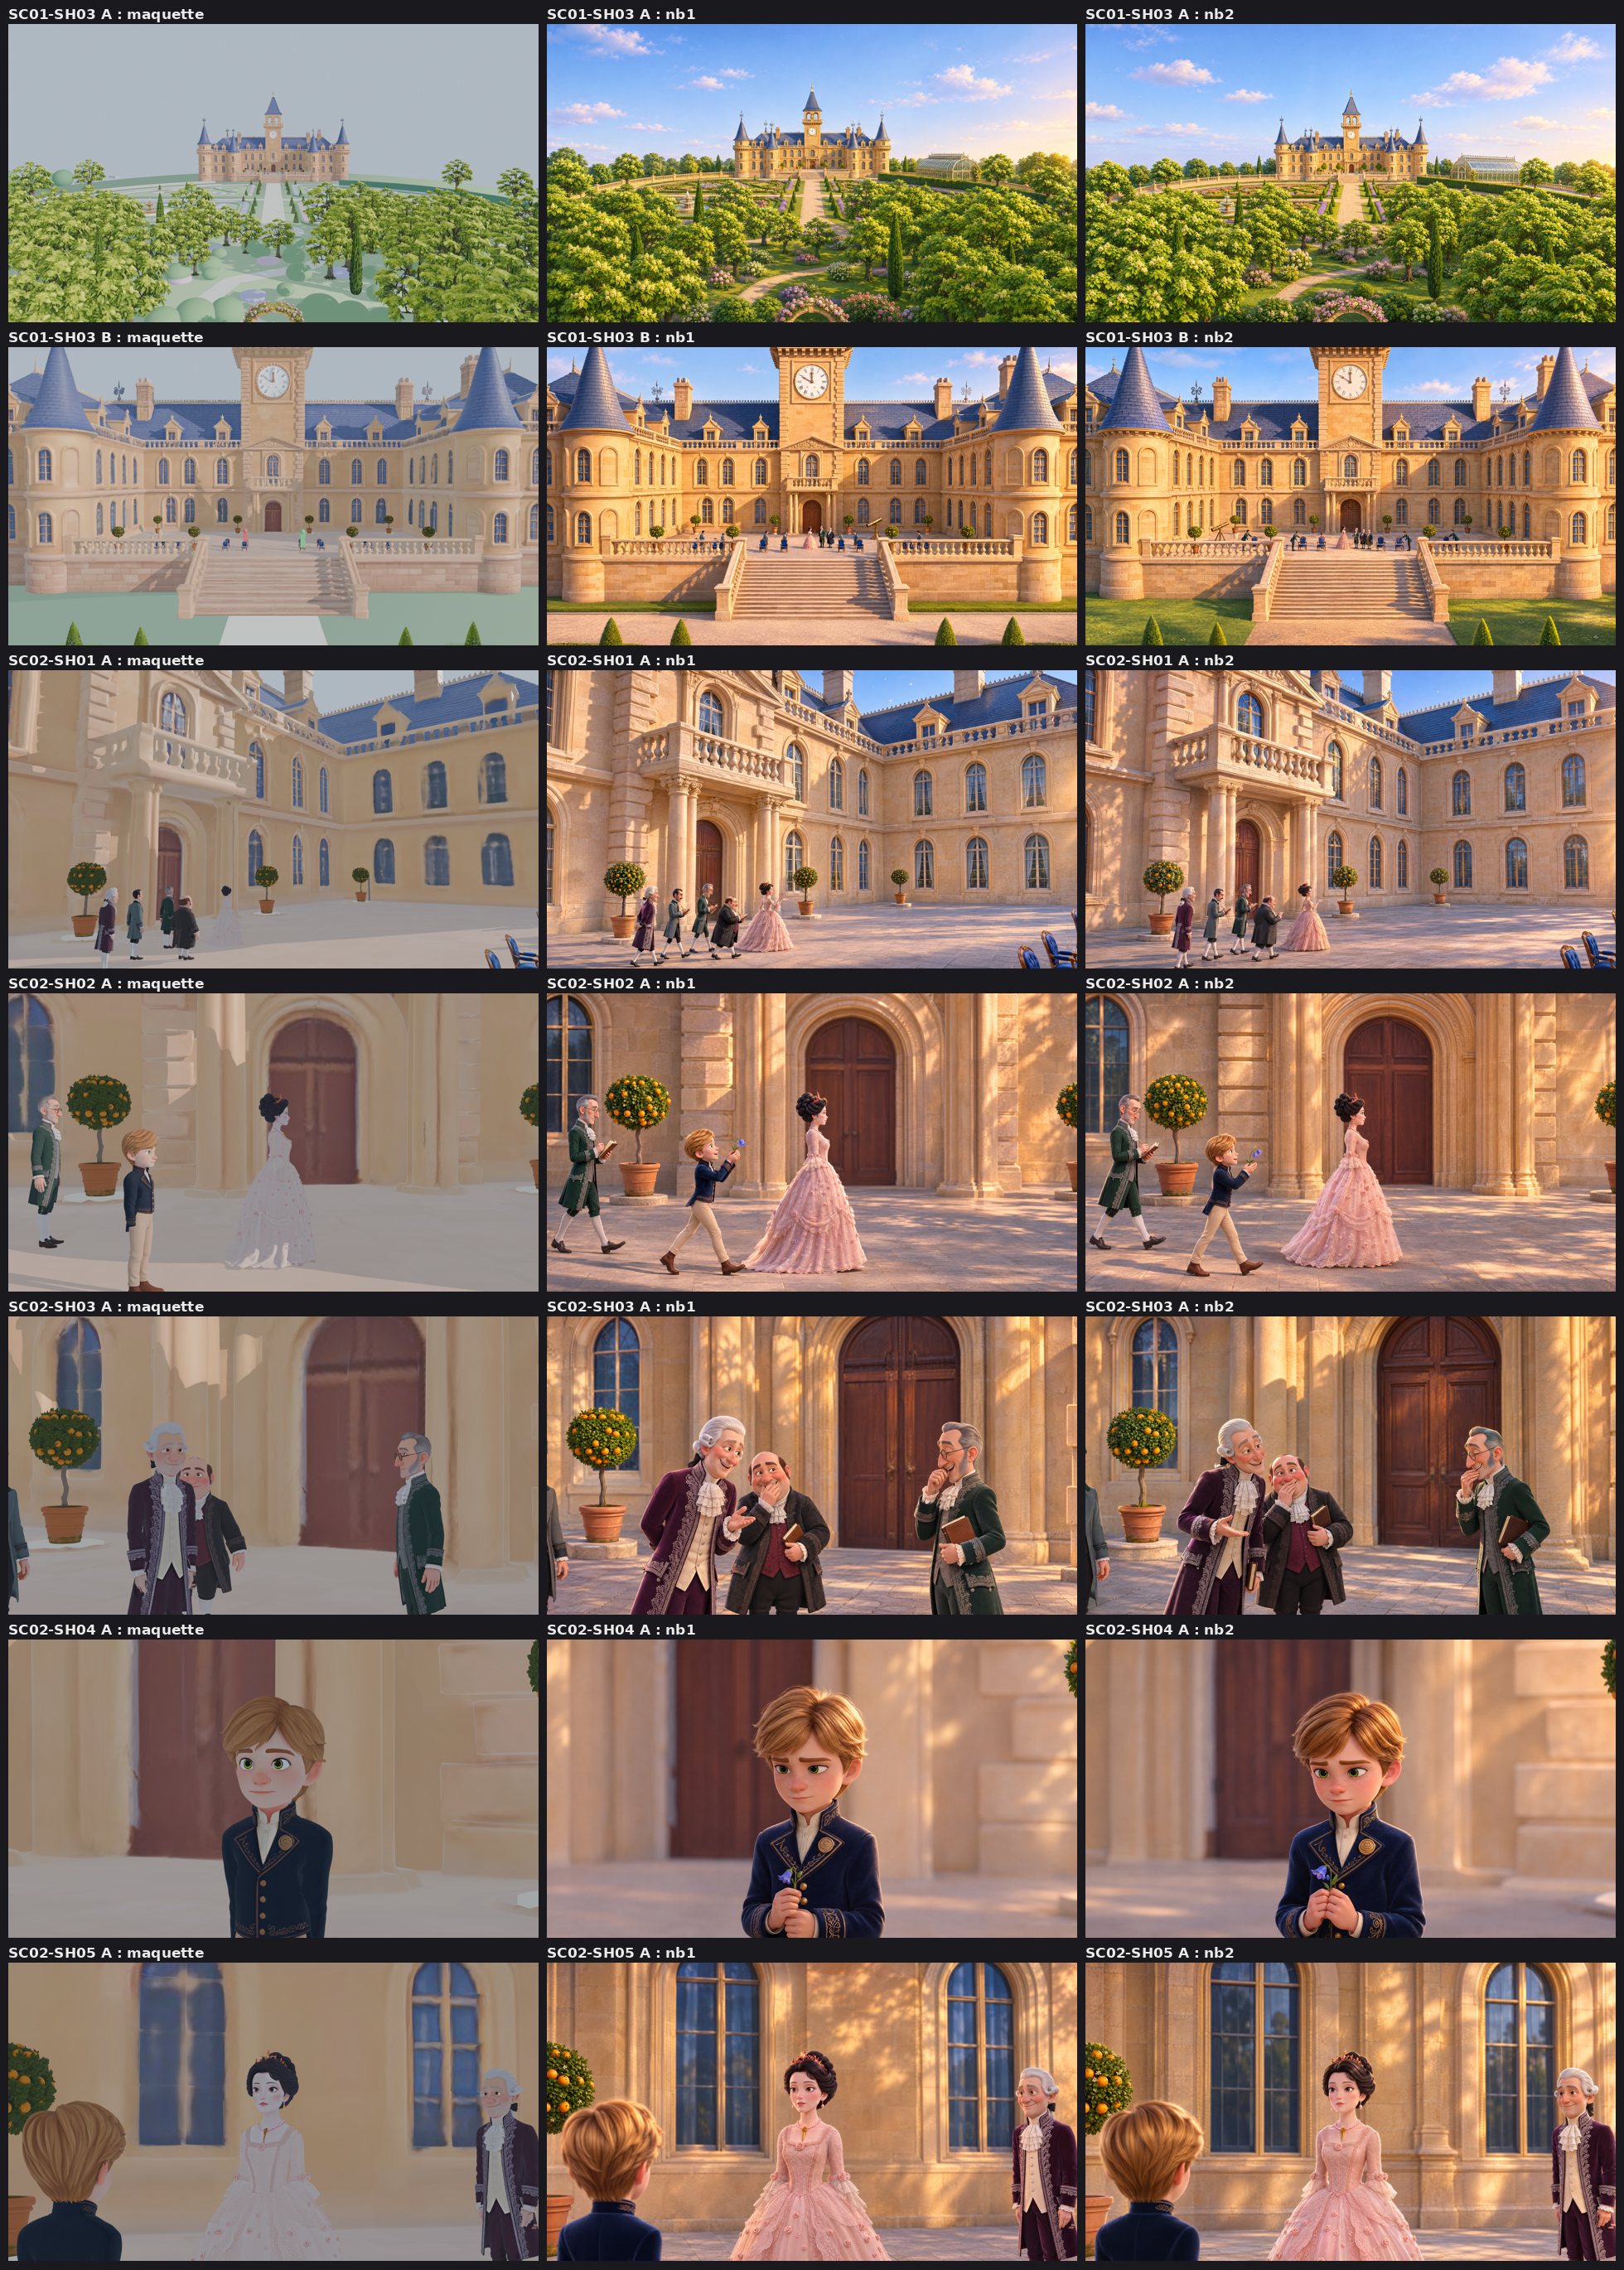 SC01-SH03 A : maquette
SC01-SH03 A : nb1
SC01-SH03 A : nb2
SC01-SH03 B : maquette
SC01-SH03 B : nb1
SC01-SH03 B : nb2
SC02-SH01 A : maquette
SC02-SH01 A : nb1
SC02-SH01 A : nb2
SC02-SH02 A : maquette
SC02-SH02 A : nb1
SC02-SH02 A : nb2
SC02-SH03 A : maquette
SC02-SH03 A : nb1
SC02-SH03 A : nb2
SC02-SH04 A : maquette
SC02-SH04 A : nb1
SC02-SH04 A : nb2
SC02-SH05 A : maquette
SC02-SH05 A : nb1
SC02-SH05 A : nb2